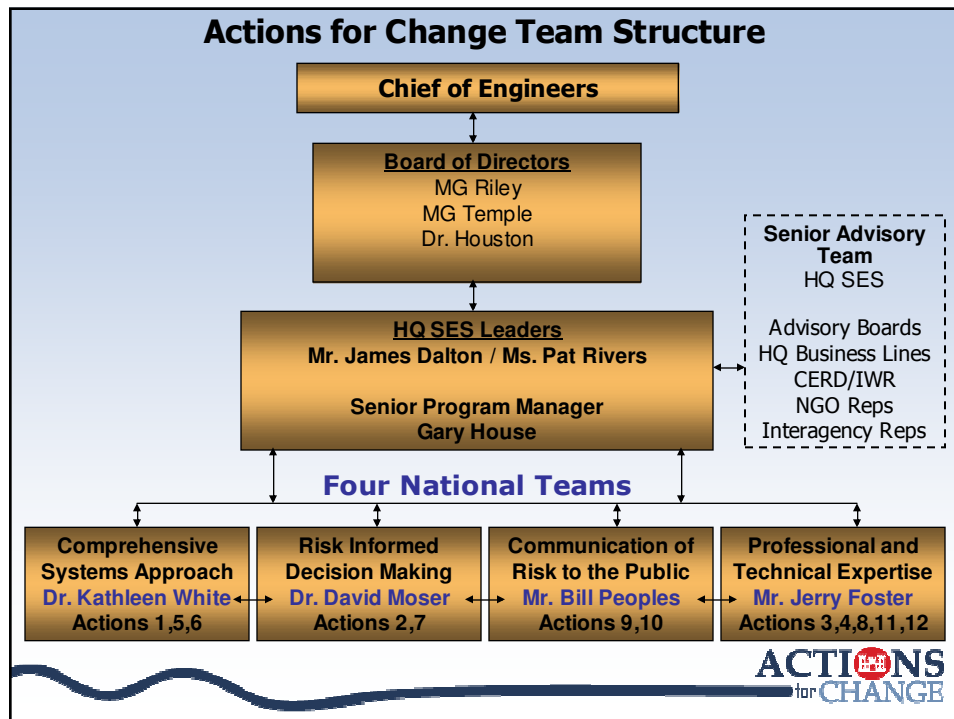 Actions for Change Team Structure
Chief of Engineers
Board of Directors
MG Riley
MG Temple
Dr. Houston
Senior Advisory
Team
HQ SES
Advisory Boards
HQ Business Lines
CERD/IWR
NGO Reps
Interagency Reps
HQ SES Leaders
Mr. James Dalton / Ms. Pat Rivers
Senior Program Manager
Gary House
Four National Teams
Comprehensive
Systems Approach
Dr. Kathleen White
Actions 1,5,6
Risk Informed
Decision Making
Dr. David Moser
Actions 2,7
Communication of
Risk to the Public
Mr. Bill Peoples
Actions 9,10
Professional and
Technical Expertise
Mr. Jerry Foster
Actions 3,4,8,11,12
ACTIONS
for CHANGE